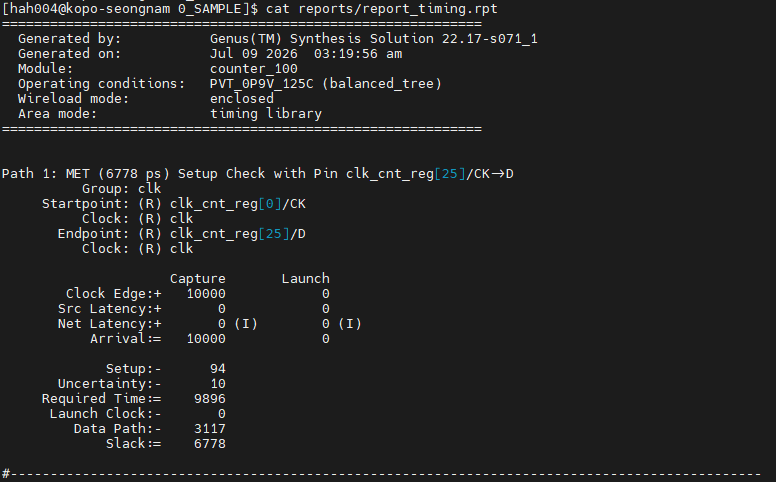 [hah004@kopo-seongnam 0_SAMPLE]$ cat reports/report_timing.rpt
============================================================
  Generated by:           Genus(TM) Synthesis Solution 22.17-s071_1
  Generated on:           Jul 09 2026  03:19:56 am
  Module:                 counter_100
  Operating conditions:   PVT_0P9V_125C (balanced_tree)
  Wireload mode:          enclosed
  Area mode:              timing library
============================================================
Path 1: MET (6778 ps) Setup Check with Pin clk_cnt_reg[25]/CK->D
          Group: clk
     Startpoint: (R) clk_cnt_reg[0]/CK
          Clock: (R) clk
       Endpoint: (R) clk_cnt_reg[25]/D
          Clock: (R) clk
                     Capture       Launch
        Clock Edge:+   10000            0
       Src Latency:+       0            0
       Net Latency:+       0 (I)        0 (I)
           Arrival:=   10000            0
             Setup:-      94
       Uncertainty:-      10
     Required Time:=    9896
      Launch Clock:-       0
         Data Path:-    3117
             Slack:=    6778
#----------------------------------------------------------------------------------------------